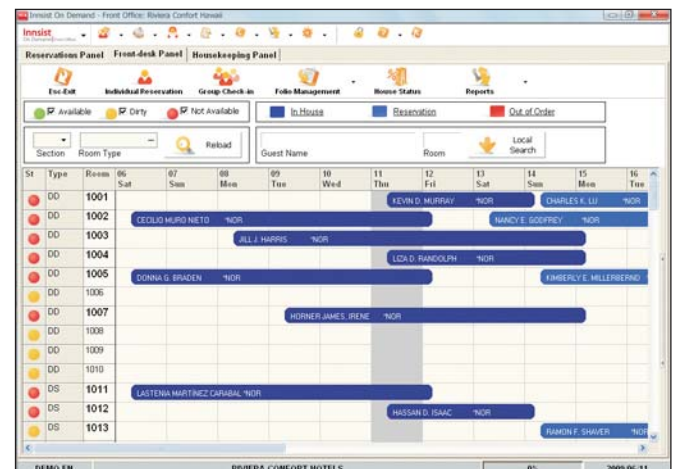 Innsist On Demand - Front Office: Riviera Confort Hawaii
Innsist
Reservations Panel Front-desk Panel Housekeeping Panel
Esc-Exit Individual Reservation Group Check-in Folio Management House Status Reports
Available Dirty Not Available In House Reservation Out of Order
Section Room Type Reload Guest Name Room Local Search
St Type Room 06 Sat 07 Sun 08 Mon 09 Tue 10 Wed 11 Thu 12 Fri 13 Sat 14 Sun 15 Mon 16 Tue
DD 1001 KEVIN D. MURRAY *NOR CHARLES K. LU *NOR
DD 1002 CECILIO MURO NIETO *NOR NANCY E. GODFREY *NOR
DD 1003 JILL J. HARRIS *NOR
DD 1004 LIZA D. RANDOLPH *NOR
DD 1005 DONNA G. BRADEN *NOR KIMBERLY E. MILLERBERND
DD 1006
DD 1007 HORNER JAMES, IRENE *NOR
DD 1008
DD 1009
DD 1010
DS 1011 LASTENIA MARTÍNEZ CARABAL *NOR
DS 1012 HASSAN D. ISAAC *NOR
DS 1013 RAMON F. SHAVER *NOR
DEMO EN RIVIERA CONFORT HOTELS 0% 2009-06-11